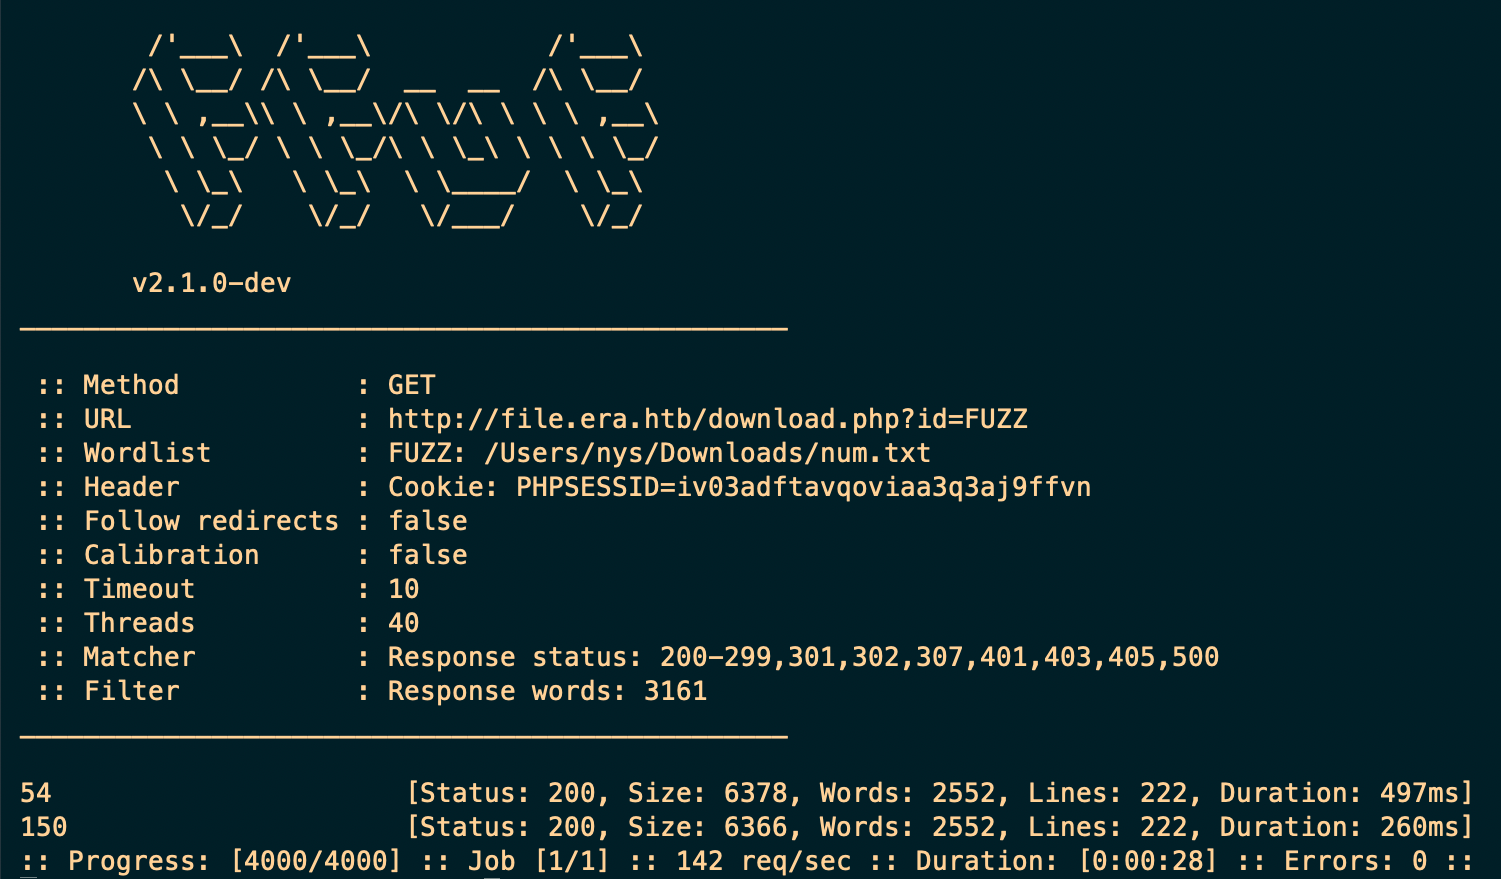 /'___\  /'___\           /'___\
       /\ \__/ /\ \__/  __  __  /\ \__/
       \ \ ,__\\ \ ,__\/\ \/\ \ \ \ ,__\
        \ \ \_/ \ \ \_/\ \ \_\ \ \ \ \_/
         \ \_\   \ \_\  \ \____/  \ \_\
          \/_/    \/_/   \/___/    \/_/

       v2.1.0-dev
________________________________________________

 :: Method           : GET
 :: URL              : http://file.era.htb/download.php?id=FUZZ
 :: Wordlist         : FUZZ: /Users/nys/Downloads/num.txt
 :: Header           : Cookie: PHPSESSID=iv03adftavqoviaa3q3aj9ffvn
 :: Follow redirects : false
 :: Calibration      : false
 :: Timeout          : 10
 :: Threads          : 40
 :: Matcher          : Response status: 200-299,301,302,307,401,403,405,500
 :: Filter           : Response words: 3161
________________________________________________

54                      [Status: 200, Size: 6378, Words: 2552, Lines: 222, Duration: 497ms]
150                     [Status: 200, Size: 6366, Words: 2552, Lines: 222, Duration: 260ms]
:: Progress: [4000/4000] :: Job [1/1] :: 142 req/sec :: Duration: [0:00:28] :: Errors: 0 ::